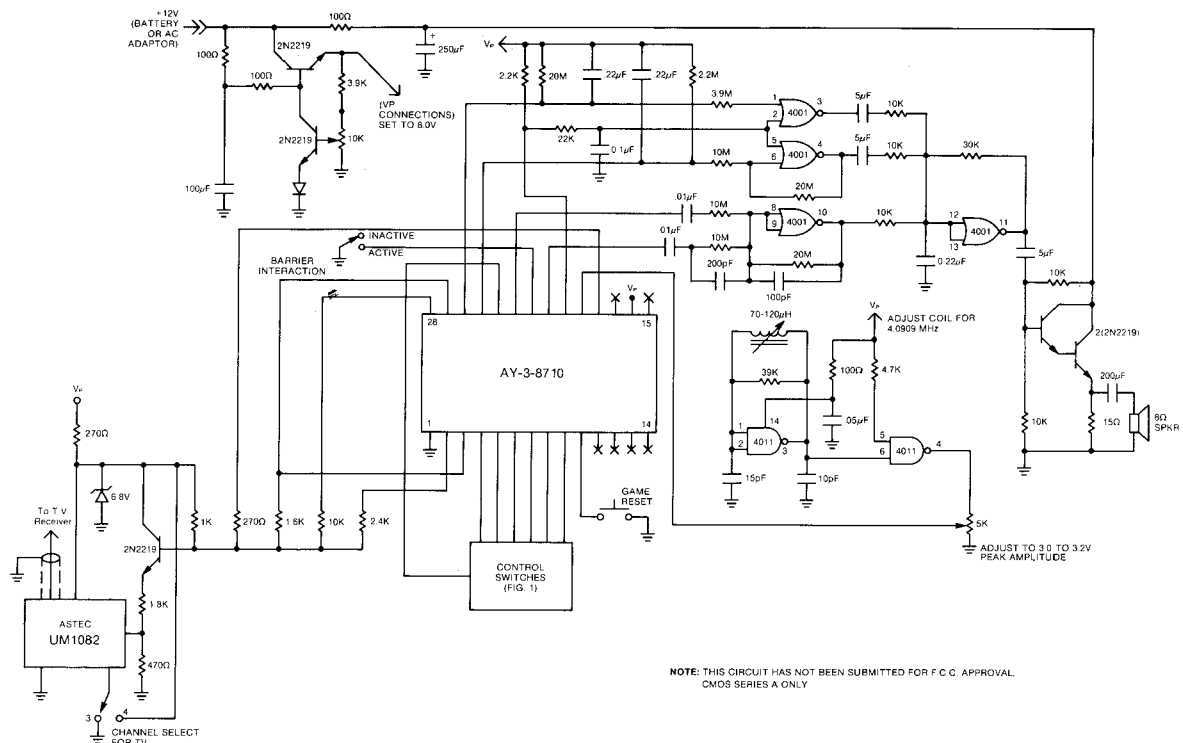 +12V
(BATTERY
OR AC
ADAPTOR)
100Ω
2N2219
+
250μF
100Ω
100Ω
3.9K
(VP
CONNECTIONS)
SET TO 8.0V
2N2219
10K
100μF
VP
2.2K
20M
.22μF
.22μF
2.2M
3.9M
1
2
3
4001
5μF
10K
22K
0.1μF
5
6
4
4001
5μF
10K
30K
10M
20M
.01μF
10M
8
9
10
4001
10K
12
13
11
4001
.01μF
10M
200pF
20M
100pF
0.22μF
5μF
INACTIVE
ACTIVE
BARRIER
INTERACTION
VP
28
15
AY-3-8710
1
14
70-120μH
39K
100Ω
VP
ADJUST COIL FOR
4.0909 MHz
4.7K
.05μF
1
2
14
3
4011
15pF
10pF
5
6
4
4011
10K
2(2N2219)
200μF
10K
15Ω
8Ω
SPKR
5K
ADJUST TO 3.0 TO 3.2V
PEAK AMPLITUDE
VP
270Ω
6.8V
To T V
Receiver
2N2219
1K
270Ω
1.6K
10K
2.4K
1.8K
470Ω
ASTEC
UM1082
3
4
CHANNEL SELECT
FOR TV
GAME
RESET
CONTROL
SWITCHES
(FIG. 1)
NOTE: THIS CIRCUIT HAS NOT BEEN SUBMITTED FOR F.C.C. APPROVAL.
CMOS SERIES A ONLY